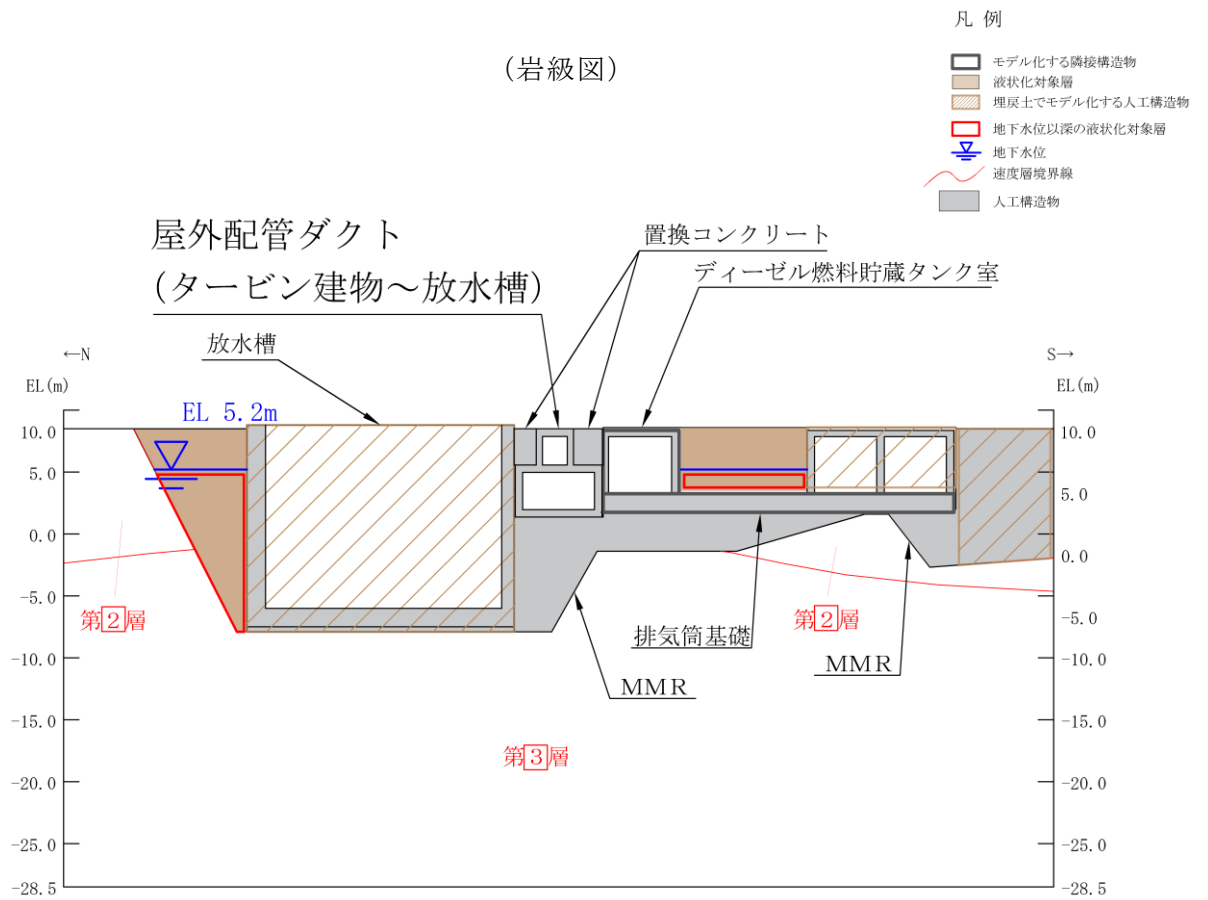 凡 例
(岩級図)
モデル化する隣接構造物
液状化対象層
埋戻土でモデル化する人工構造物
地下水位以深の液状化対象層
地下水位
速度層境界線
人工構造物
屋外配管ダクト
(タービン建物～放水槽)
置換コンクリート
ディーゼル燃料貯蔵タンク室
放水槽
←N
S→
EL(m)
EL(m)
EL 5.2m
10.0
5.0
0.0
-5.0
-10.0
-15.0
-20.0
-25.0
-28.5
10.0
5.0
0.0
-5.0
-10.0
-15.0
-20.0
-25.0
-28.5
第2層
第2層
排気筒基礎
MMR
MMR
第3層